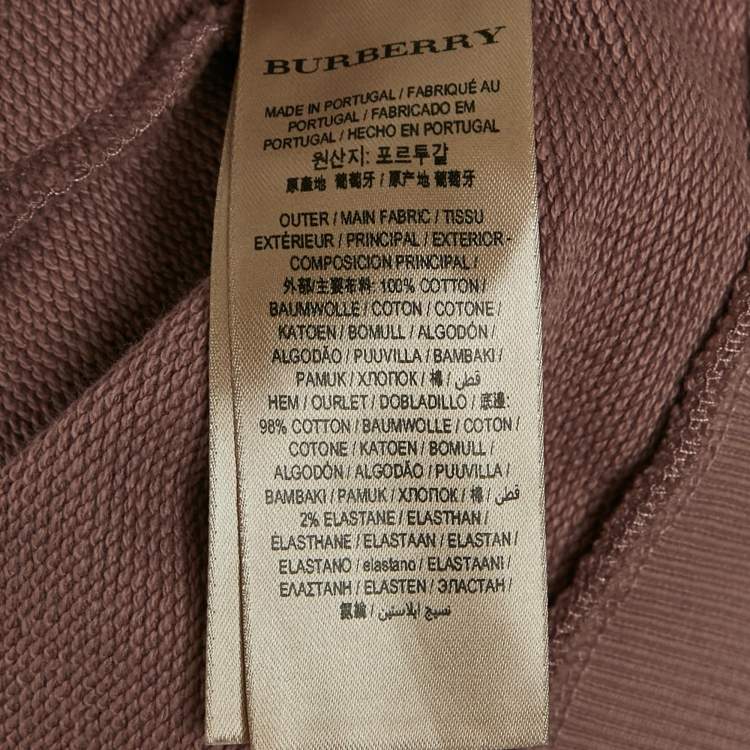 BURBERRY
MADE IN PORTUGAL / FABRIQUÉ AU
PORTUGAL / FABRICADO EM
PORTUGAL / HECHO EN PORTUGAL
원산지: 포르투갈
原產地 葡萄牙 / 原产地 葡萄牙
OUTER / MAIN FABRIC / TISSU
EXTÉRIEUR / PRINCIPAL / EXTERIOR -
COMPOSICION PRINCIPAL /
外部/主要布料: 100% COTTON /
BAUMWOLLE / COTON / COTONE /
KATOEN / BOMULL / ALGODÓN /
ALGODÃO / PUUVILLA / BAMBAKI /
PAMUK / ХЛОПОК / 棉 / قطن
HEM / OURLET / DOBLADILLO / 底邊:
98% COTTON / BAUMWOLLE / COTON /
COTONE / KATOEN / BOMULL /
ALGODÓN / ALGODÃO / PUUVILLA /
BAMBAKI / PAMUK / ХЛОПОК / 棉 / قطن
2% ELASTANE / ELASTHAN /
ELASTHANE / ELASTAAN / ELASTAN /
ELASTANO / elastano / ELASTAANI /
ΕΛΑΣΤΑΝΗ / ELASTEN / ЭЛАСТАН /
氨綸 / نسيج ايلاستين